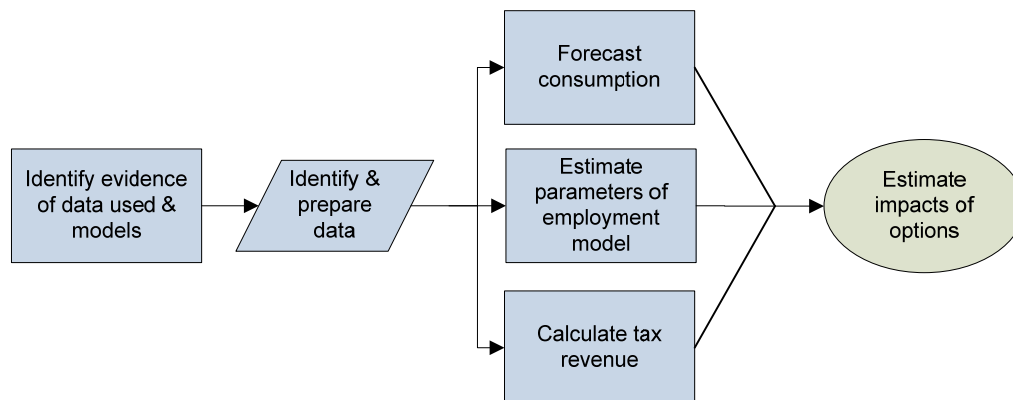 Identify evidence
of data used &
models
Identify &
prepare
data
Forecast
consumption
Estimate
parameters of
employment
model
Calculate tax
revenue
Estimate
impacts of
options